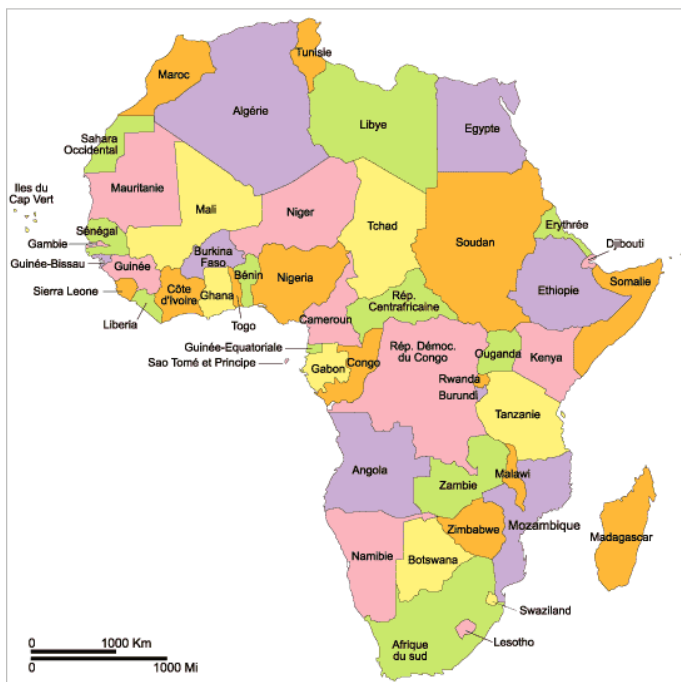 Tunisie
Maroc
Algérie
Libye
Egypte
Sahara
Occidental
Iles du
Cap Vert
Mauritanie
Mali
Niger
Tchad
Soudan
Erythrée
Sénégal
Gambie
Djibouti
Guinée-Bissau
Guinée
Burkina
Faso
Bénin
Nigeria
Ethiopie
Somalie
Sierra Leone
Côte
d'Ivoire
Ghana
Rép.
Centrafricaine
Liberia
Togo
Cameroun
Guinée-Equatoriale
Sao Tomé et Principe
Gabon
Congo
Rép. Démoc.
du Congo
Ouganda
Kenya
Rwanda
Burundi
Tanzanie
Angola
Zambie
Malawi
Mozambique
Zimbabwe
Madagascar
Namibie
Botswana
Swaziland
Afrique
du sud
Lesotho
0 1000 Km
0 1000 Mi